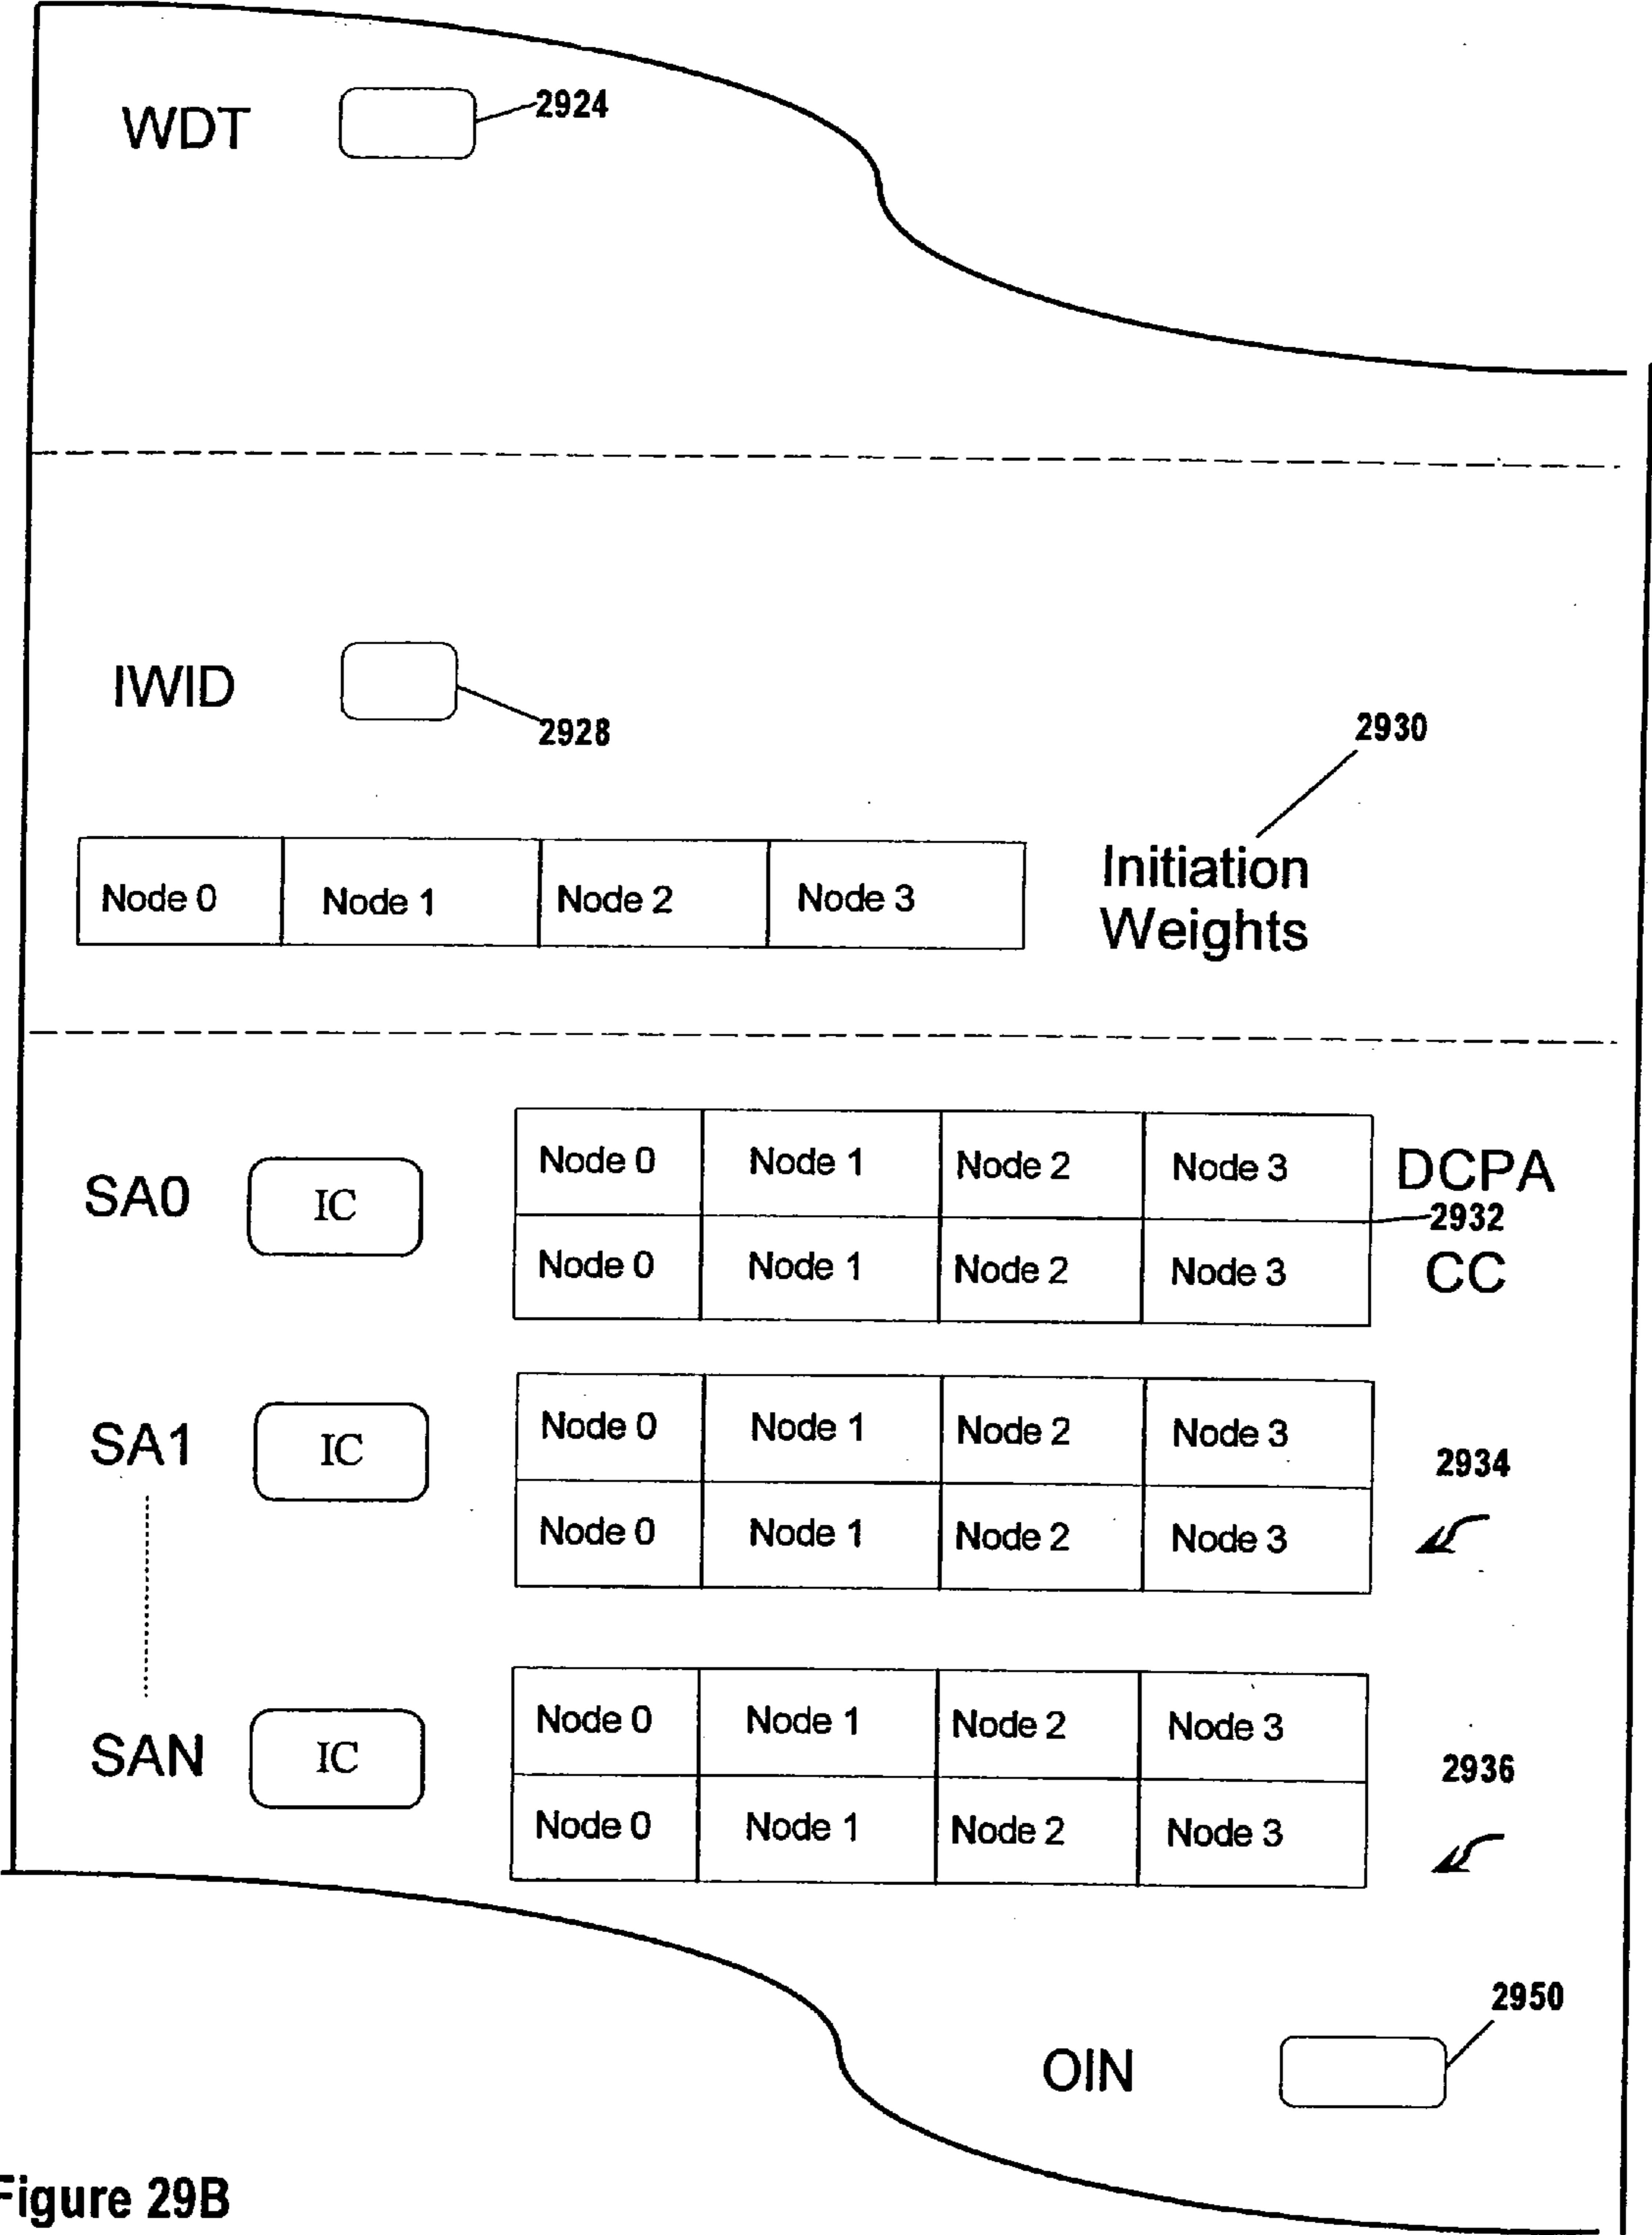 WDT 2924
IWID 2928
2930
Node 0 Node 1 Node 2 Node 3 Initiation
Weights
SA0 IC Node 0 Node 1 Node 2 Node 3 DCPA
2932
Node 0 Node 1 Node 2 Node 3 CC
SA1 IC Node 0 Node 1 Node 2 Node 3
2934
Node 0 Node 1 Node 2 Node 3
SAN IC Node 0 Node 1 Node 2 Node 3
2936
Node 0 Node 1 Node 2 Node 3
2950
OIN
Figure 29B